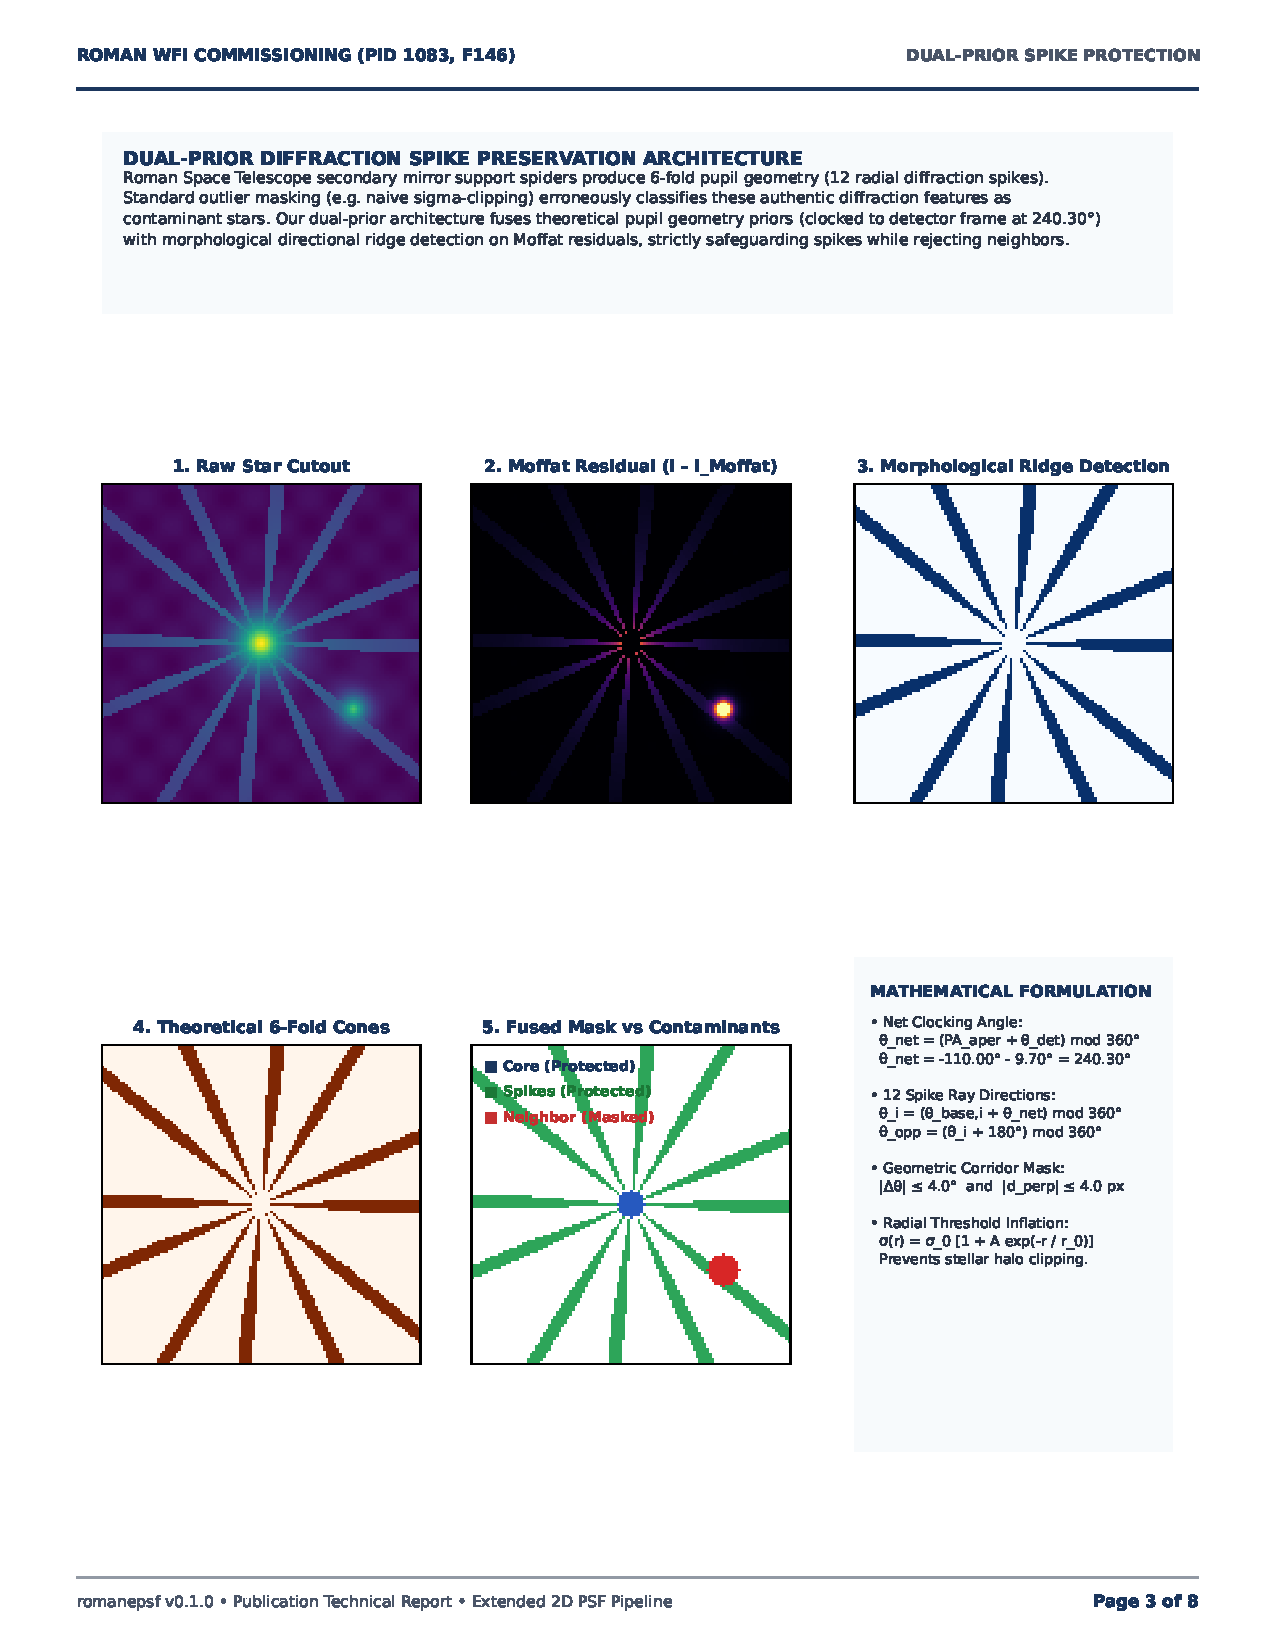 ROMAN WFI COMMISSIONING (PID 1083, F146)
DUAL-PRIOR SPIKE PROTECTION
DUAL-PRIOR DIFFRACTION SPIKE PRESERVATION ARCHITECTURE
Roman Space Telescope secondary mirror support spiders produce 6-fold pupil geometry (12 radial diffraction spikes).
Standard outlier masking (e.g. naive sigma-clipping) erroneously classifies these authentic diffraction features as
contaminant stars. Our dual-prior architecture fuses theoretical pupil geometry priors (clocked to detector frame at 240.30°)
with morphological directional ridge detection on Moffat residuals, strictly safeguarding spikes while rejecting neighbors.
1. Raw Star Cutout
2. Moffat Residual (I - I_Moffat)
3. Morphological Ridge Detection
4. Theoretical 6-Fold Cones
5. Fused Mask vs Contaminants
■ Core (Protected)
■ Spikes (Protected)
■ Neighbor (Masked)
MATHEMATICAL FORMULATION
• Net Clocking Angle:
θ_net = (PA_aper + θ_det) mod 360°
θ_net = -110.00° - 9.70° = 240.30°
• 12 Spike Ray Directions:
θ_i = (θ_base,i + θ_net) mod 360°
θ_opp = (θ_i + 180°) mod 360°
• Geometric Corridor Mask:
|Δθ| ≤ 4.0° and |d_perp| ≤ 4.0 px
• Radial Threshold Inflation:
σ(r) = σ_0 [1 + A exp(-r / r_0)]
Prevents stellar halo clipping.
romanepsf v0.1.0 • Publication Technical Report • Extended 2D PSF Pipeline
Page 3 of 8